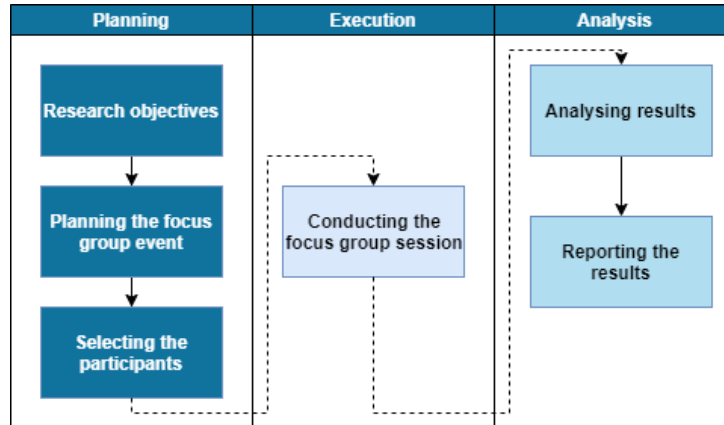 Planning
Execution
Analysis
Research objectives
Planning the focus
group event
Selecting the
participants
Conducting the
focus group session
Analysing results
Reporting the
results